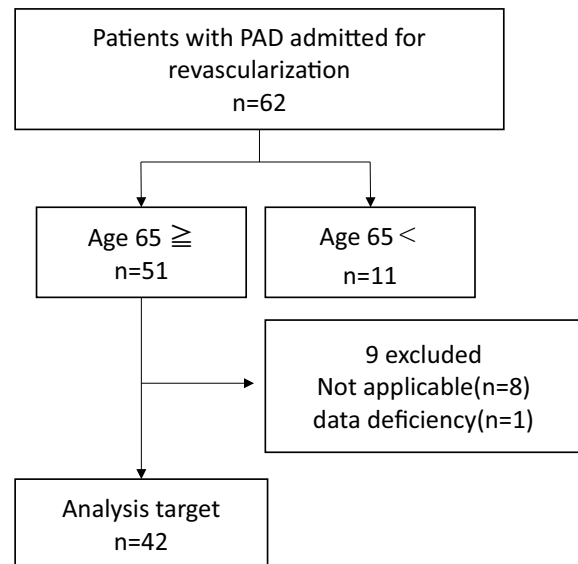 Patients with PAD admitted for
revascularization
n=62
Age 65 ≧
n=51
Age 65＜
n=11
9 excluded
Not applicable(n=8)
data deficiency(n=1)
Analysis target
n=42